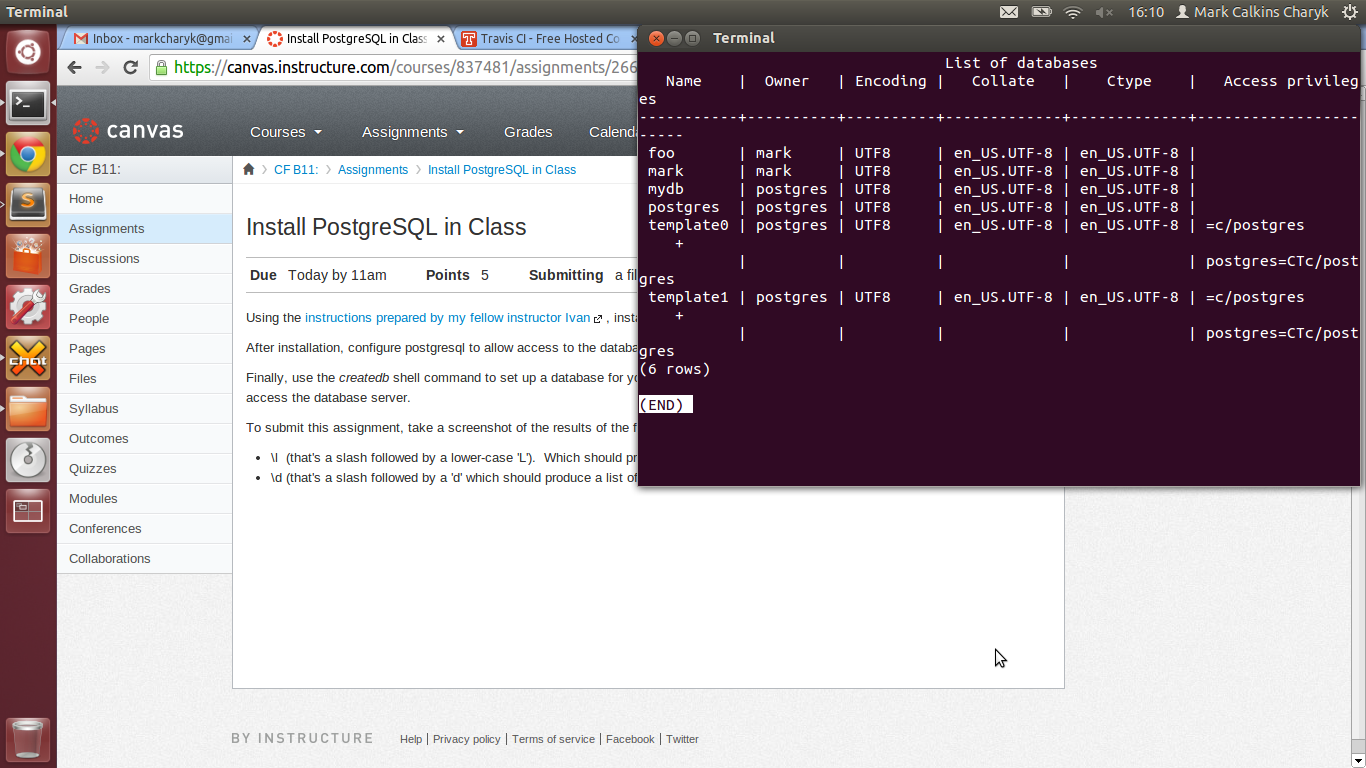 Terminal
16:10 Mark Calkins Charyk
Inbox - markcharyk@gmai
Install PostgreSQL in Clas
Travis CI - Free Hosted Co
https://canvas.instructure.com/courses/837481/assignments/266
canvas
Courses
Assignments
Grades
Calend
CF B11:
Home
Assignments
Discussions
Grades
People
Pages
Files
Syllabus
Outcomes
Quizzes
Modules
Conferences
Collaborations
CF B11: Assignments Install PostgreSQL in Class
Install PostgreSQL in Class
Due Today by 11am Points 5 Submitting a fil
Using the instructions prepared by my fellow instructor Ivan , insta
After installation, configure postgresql to allow access to the databa
Finally, use the createdb shell command to set up a database for yo
access the database server.
To submit this assignment, take a screenshot of the results of the f
• \l (that's a slash followed by a lower-case 'L'). Which should pr
• \d (that's a slash followed by a 'd' which should produce a list of
Terminal
List of databases
Name | Owner | Encoding | Collate | Ctype | Access privileg
es
-----------+----------+----------+-------------+-------------+------------------
-----
foo | mark | UTF8 | en_US.UTF-8 | en_US.UTF-8 |
mark | mark | UTF8 | en_US.UTF-8 | en_US.UTF-8 |
mydb | postgres | UTF8 | en_US.UTF-8 | en_US.UTF-8 |
postgres | postgres | UTF8 | en_US.UTF-8 | en_US.UTF-8 |
template0 | postgres | UTF8 | en_US.UTF-8 | en_US.UTF-8 | =c/postgres
+
| | | | | postgres=CTc/post
gres
template1 | postgres | UTF8 | en_US.UTF-8 | en_US.UTF-8 | =c/postgres
+
| | | | | postgres=CTc/post
gres
(6 rows)
(END)
chat
BY INSTRUCTURE
Help | Privacy policy | Terms of service | Facebook | Twitter